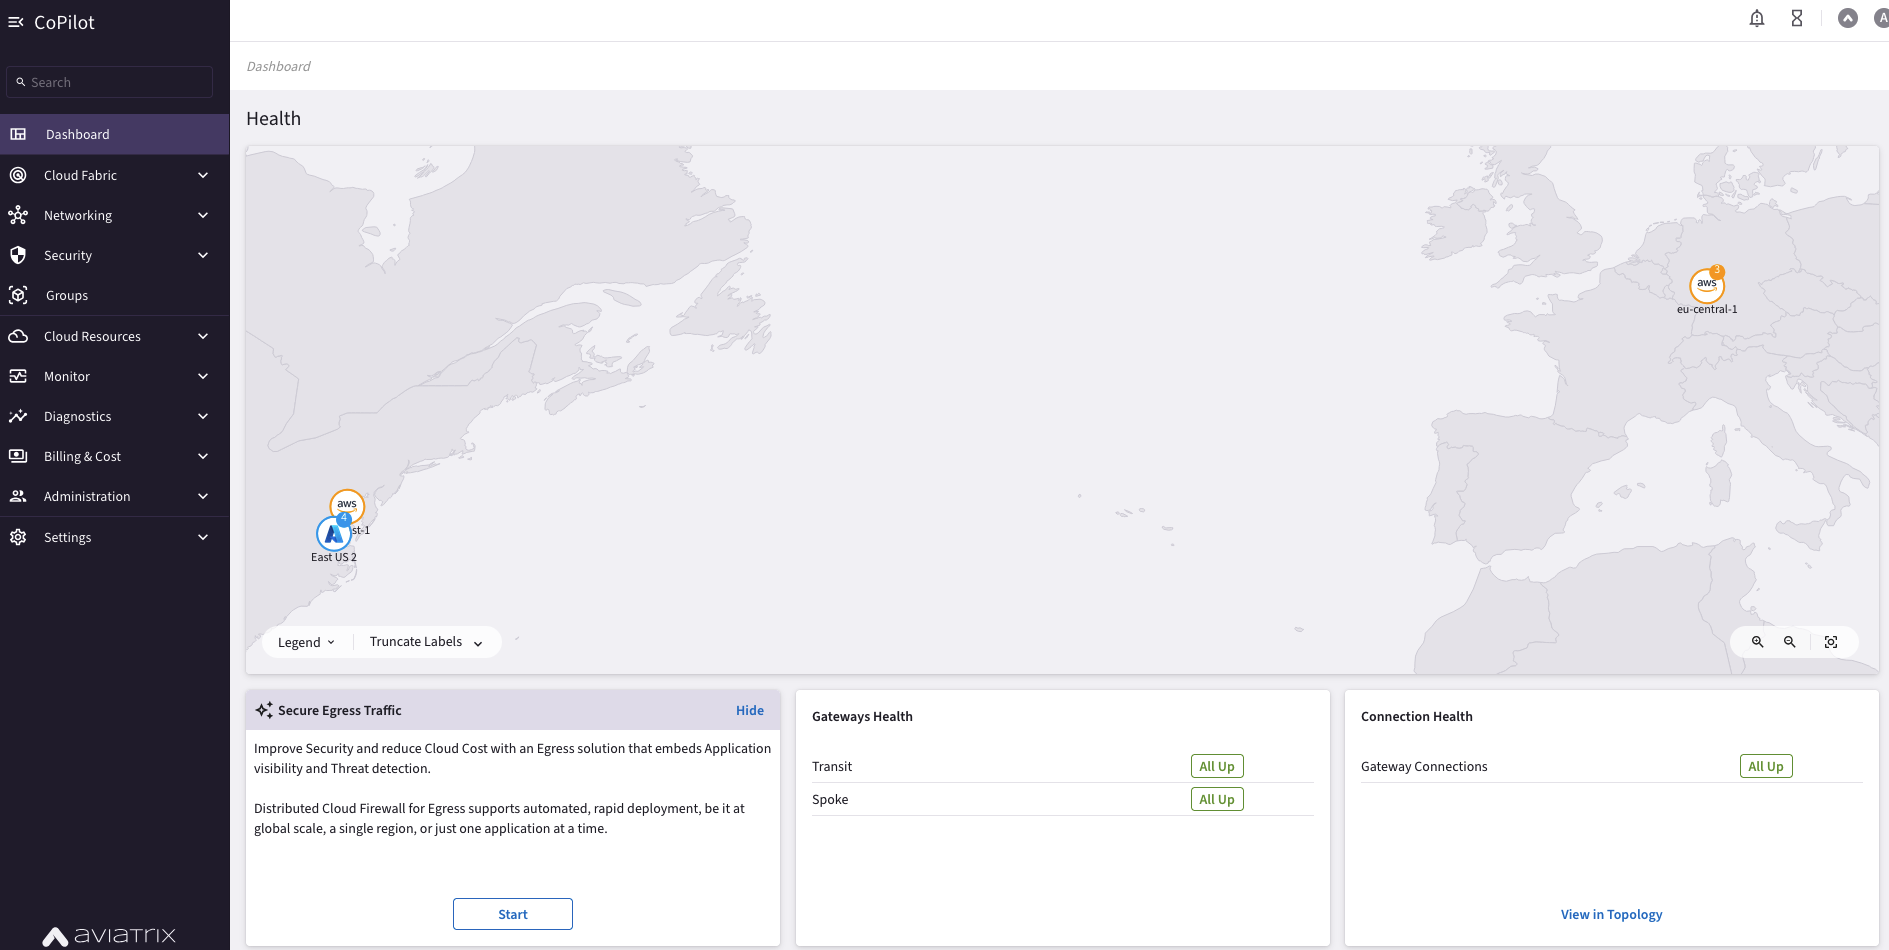 CoPilot
Search
Dashboard
Cloud Fabric
Networking
Security
Groups
Cloud Resources
Monitor
Diagnostics
Billing & Cost
Administration
Settings
aviatrix
A
Dashboard
Health
3
aws
eu-central-1
aws
4
st-1
East US 2
Legend
Truncate Labels
Secure Egress Traffic
Hide
Improve Security and reduce Cloud Cost with an Egress solution that embeds Application
visibility and Threat detection.
Distributed Cloud Firewall for Egress supports automated, rapid deployment, be it at
global scale, a single region, or just one application at a time.
Start
Gateways Health
Transit All Up
Spoke All Up
Connection Health
Gateway Connections All Up
View in Topology